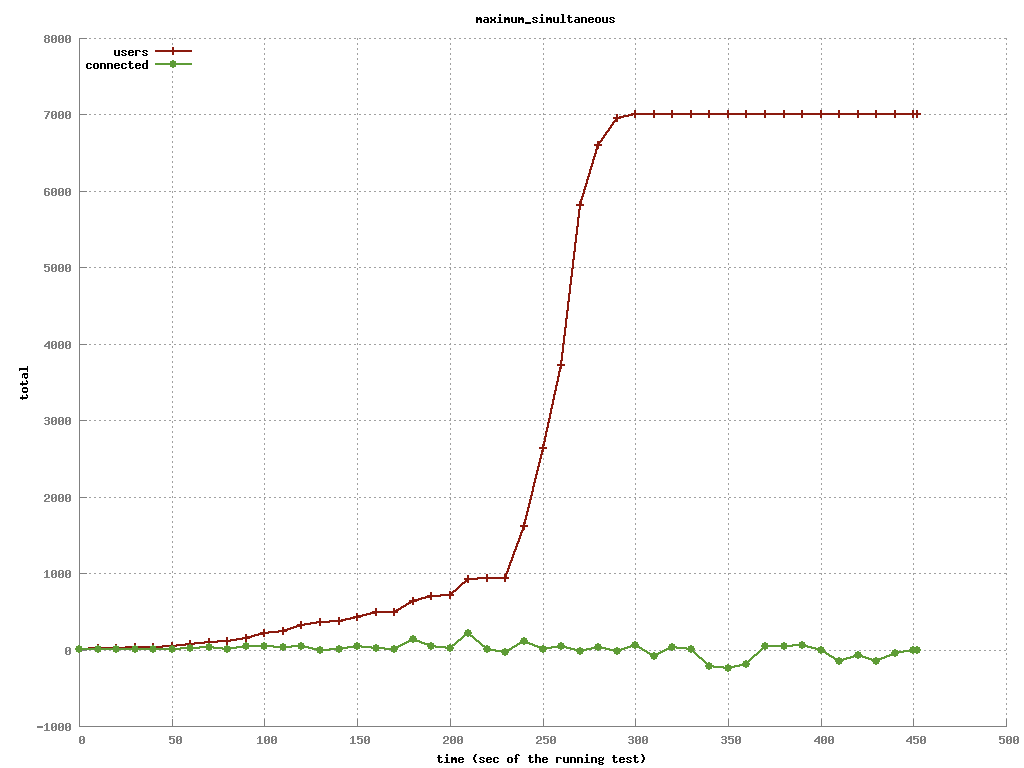 maximum_simultaneous
8000
users
connected
7000
6000
5000
4000
total
3000
2000
1000
0
-1000
0 50 100 150 200 250 300 350 400 450 500
time (sec of the running test)